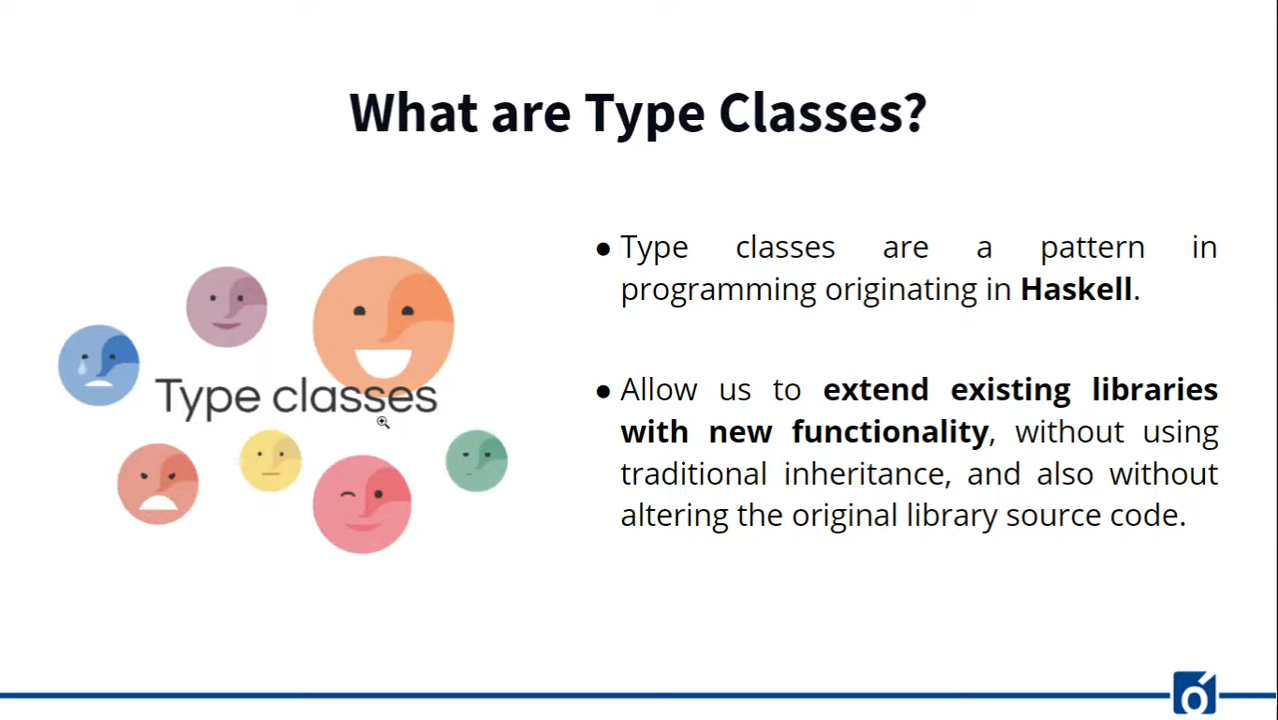 What are Type Classes?
Type classes
● Type classes are a pattern in
programming originating in Haskell.
● Allow us to extend existing libraries
with new functionality, without using
traditional inheritance, and also without
altering the original library source code.